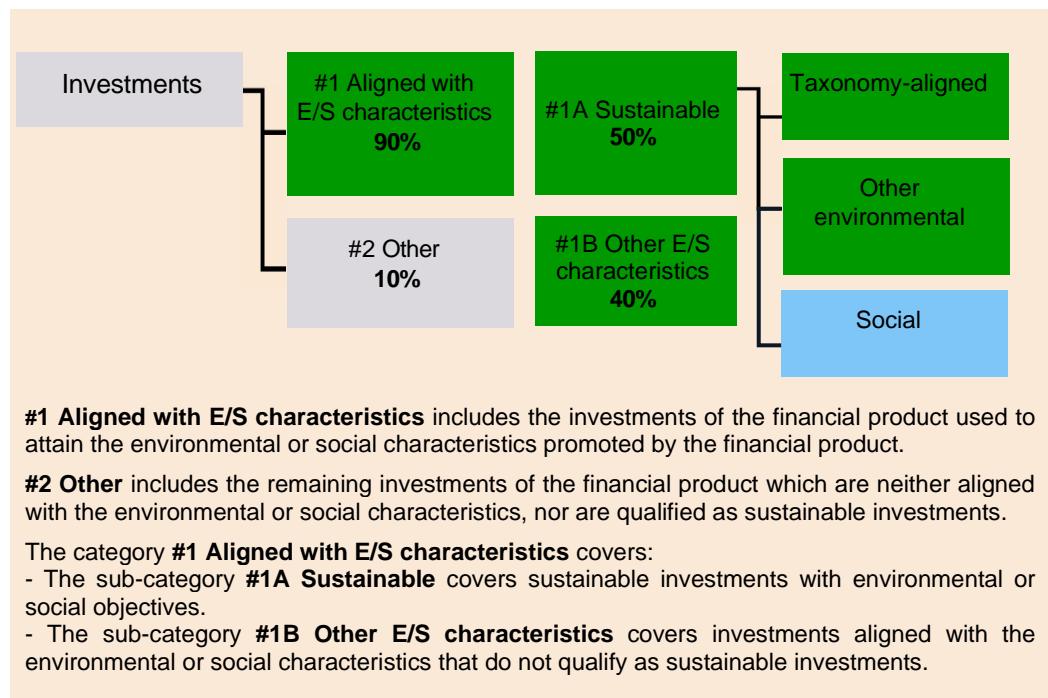 Investments
#1 Aligned with
E/S characteristics
90%
#2 Other
10%
#1A Sustainable
50%
#1B Other E/S
characteristics
40%
Taxonomy-aligned
Other
environmental
Social
#1 Aligned with E/S characteristics includes the investments of the financial product used to
attain the environmental or social characteristics promoted by the financial product.
#2 Other includes the remaining investments of the financial product which are neither aligned
with the environmental or social characteristics, nor are qualified as sustainable investments.
The category #1 Aligned with E/S characteristics covers:
- The sub-category #1A Sustainable covers sustainable investments with environmental or
social objectives.
- The sub-category #1B Other E/S characteristics covers investments aligned with the
environmental or social characteristics that do not qualify as sustainable investments.